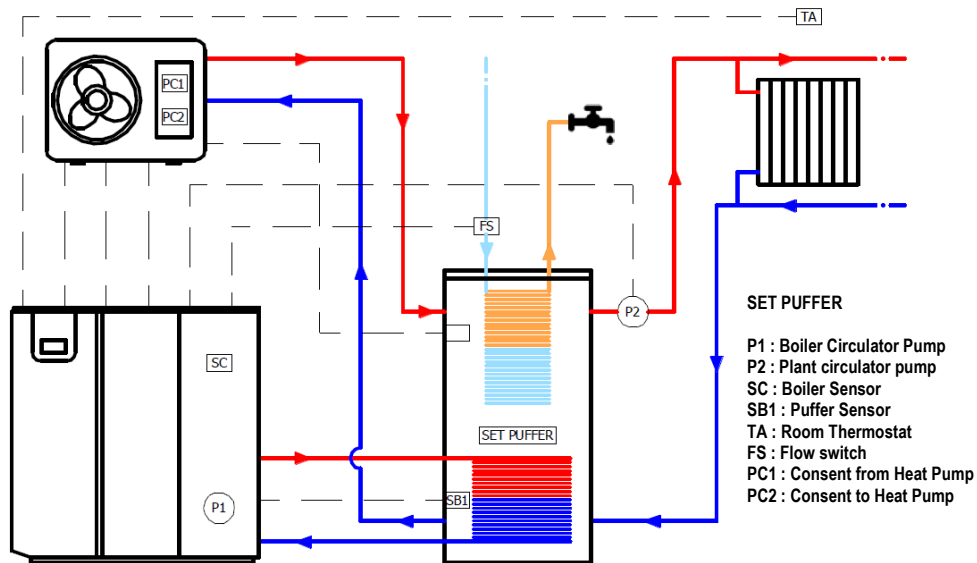 TA
PC1
PC2
FS
P2
SC
SET PUFFER
SB1
P1
SET PUFFER
P1 : Boiler Circulator Pump
P2 : Plant circulator pump
SC : Boiler Sensor
SB1 : Puffer Sensor
TA : Room Thermostat
FS : Flow switch
PC1 : Consent from Heat Pump
PC2 : Consent to Heat Pump